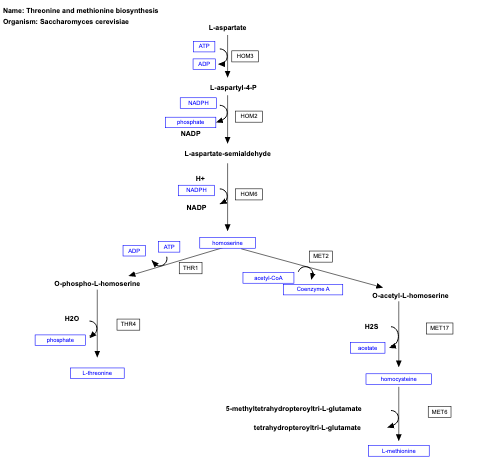 Name: Threonine and methionine biosynthesis
Organism: Saccharomyces cerevisiae
L-aspartate
ATP
HOM3
ADP
L-aspartyl-4-P
NADPH
HOM2
phosphate
NADP
L-aspartate-semialdehyde
H+
NADPH
HOM6
NADP
homoserine
ATP
ADP
THR1
MET2
acetyl-CoA
Coenzyme A
O-phospho-L-homoserine
O-acetyl-L-homoserine
H2O
THR4
phosphate
L-threonine
H2S
MET17
acetate
homocysteine
5-methyltetrahydropteroyltri-L-glutamate
MET6
tetrahydropteroyltri-L-glutamate
L-methionine